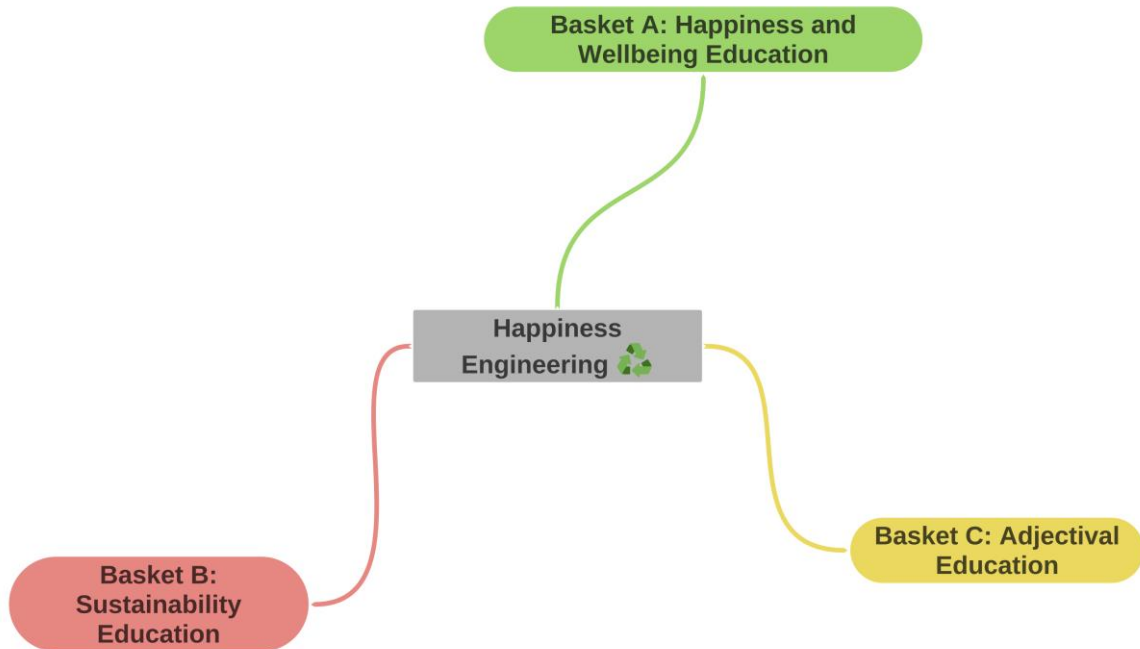 Basket A: Happiness and
Wellbeing Education
Happiness
Engineering
Basket C: Adjectival
Education
Basket B:
Sustainability
Education